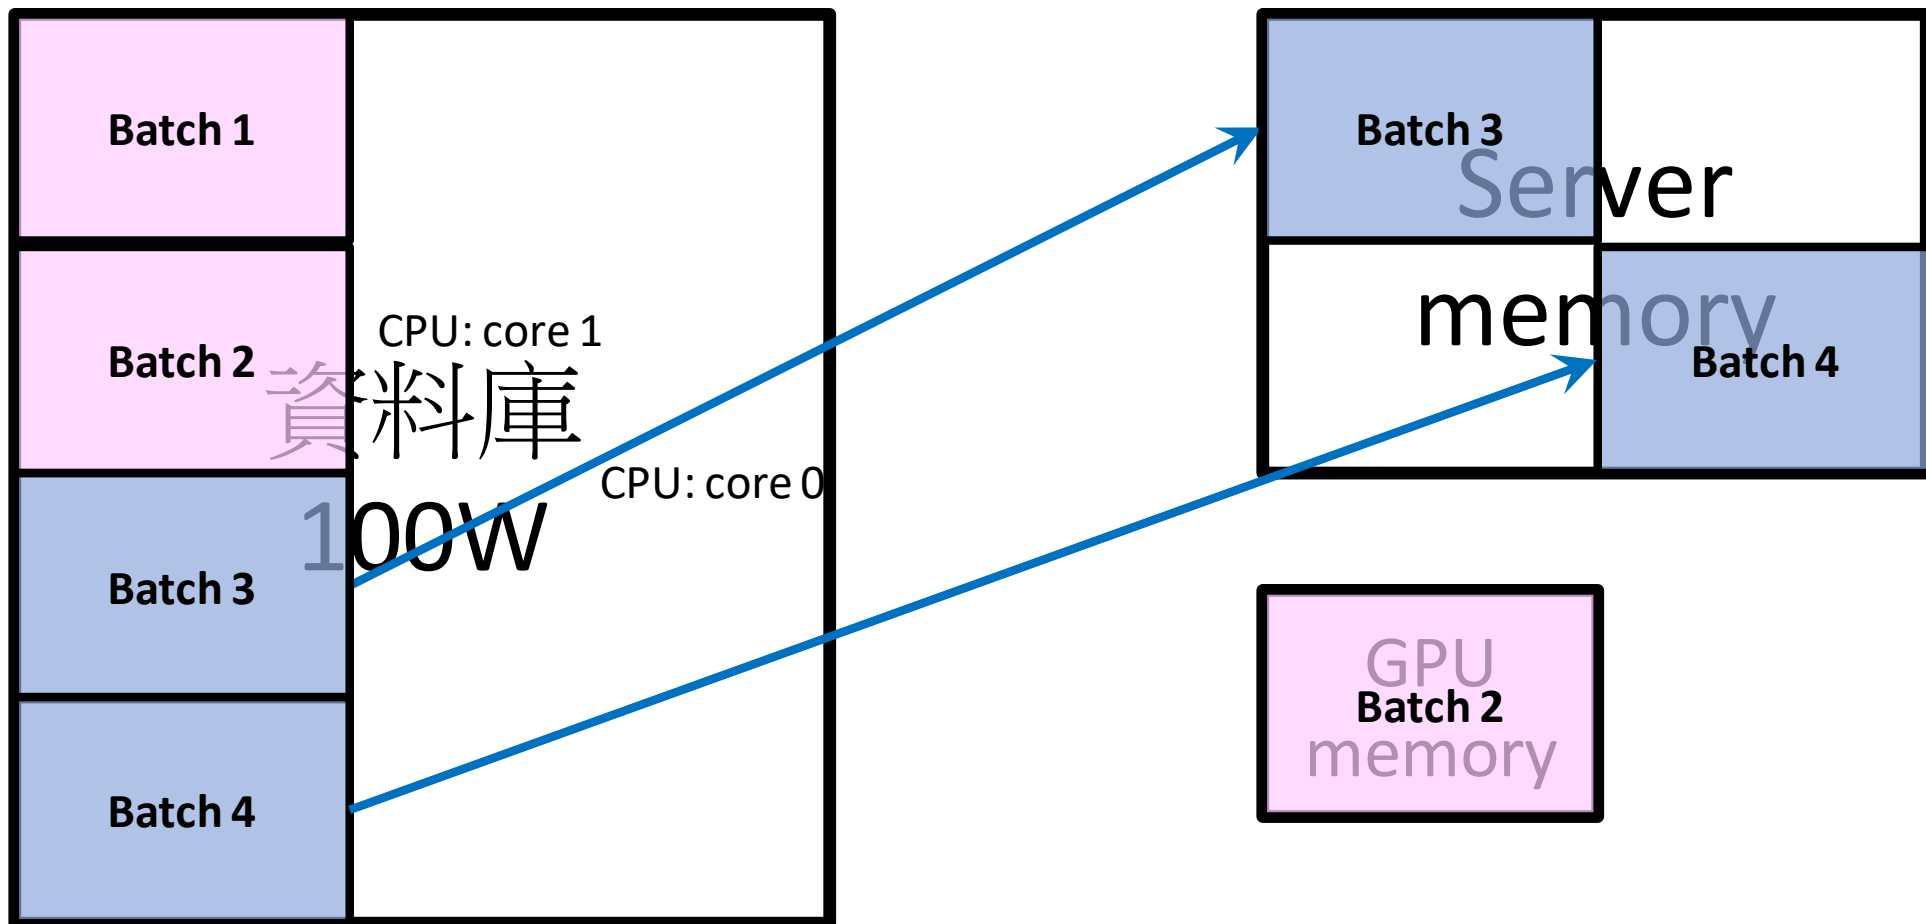 Batch 1
Batch 2
CPU: core 1
資料庫
CPU: core 0
100W
Batch 3
Batch 4
Batch 3
Server
memory
Batch 4
GPU
Batch 2
memory